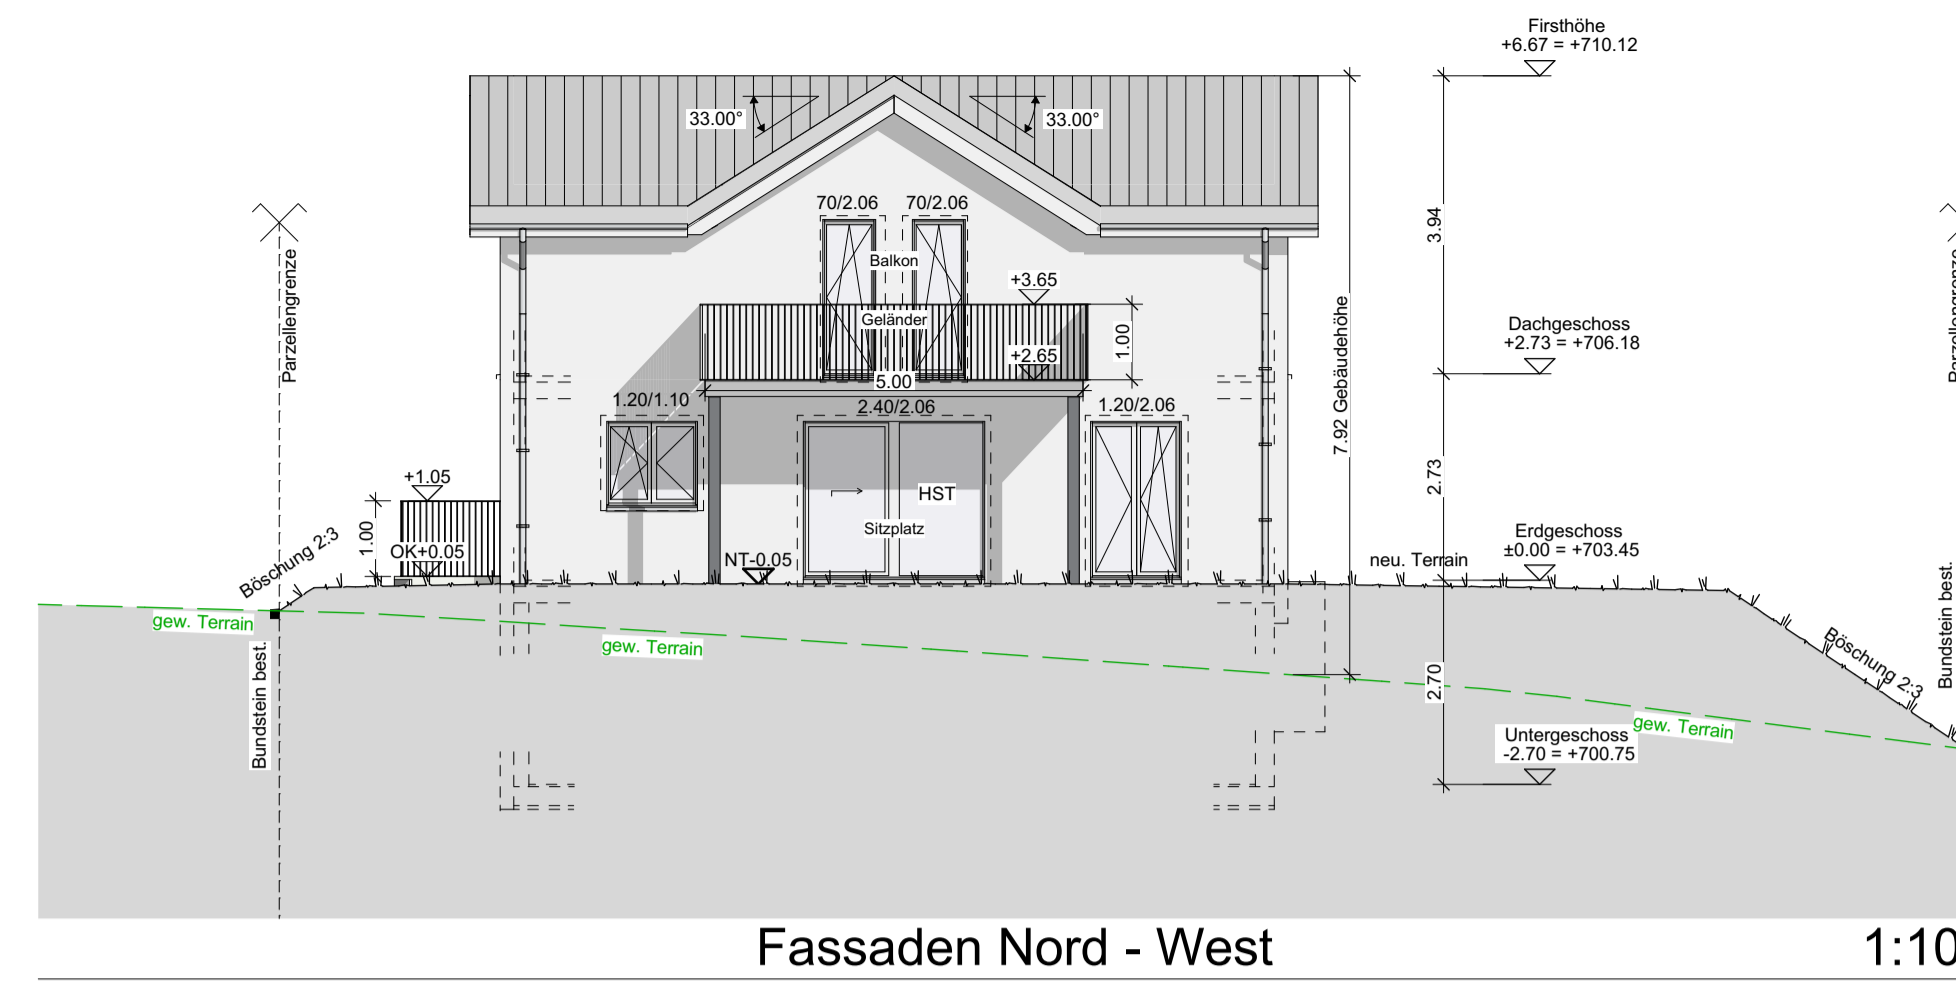 Firsthöhe
+6.67 = +710.12
33.00°
33.00°
70/2.06
70/2.06
Balkon
3.94
Parzellengrenze
Parzellengrenze
+3.65
Geländer
1.00
+2.65
5.00
7.92 Gebäudehöhe
Dachgeschoss
+2.73 = +706.18
1.20/1.10
2.40/2.06
1.20/2.06
2.73
+1.05
HST
1.00
Sitzplatz
Böschung 2:3
OK+0.05
NT-0.05
neu. Terrain
Erdgeschoss
±0.00 = +703.45
gew. Terrain
gew. Terrain
Bundstein best.
Bundstein best.
Böschung 2:3
2.70
gew. Terrain
Untergeschoss
-2.70 = +700.75
Fassaden Nord - West
1:10